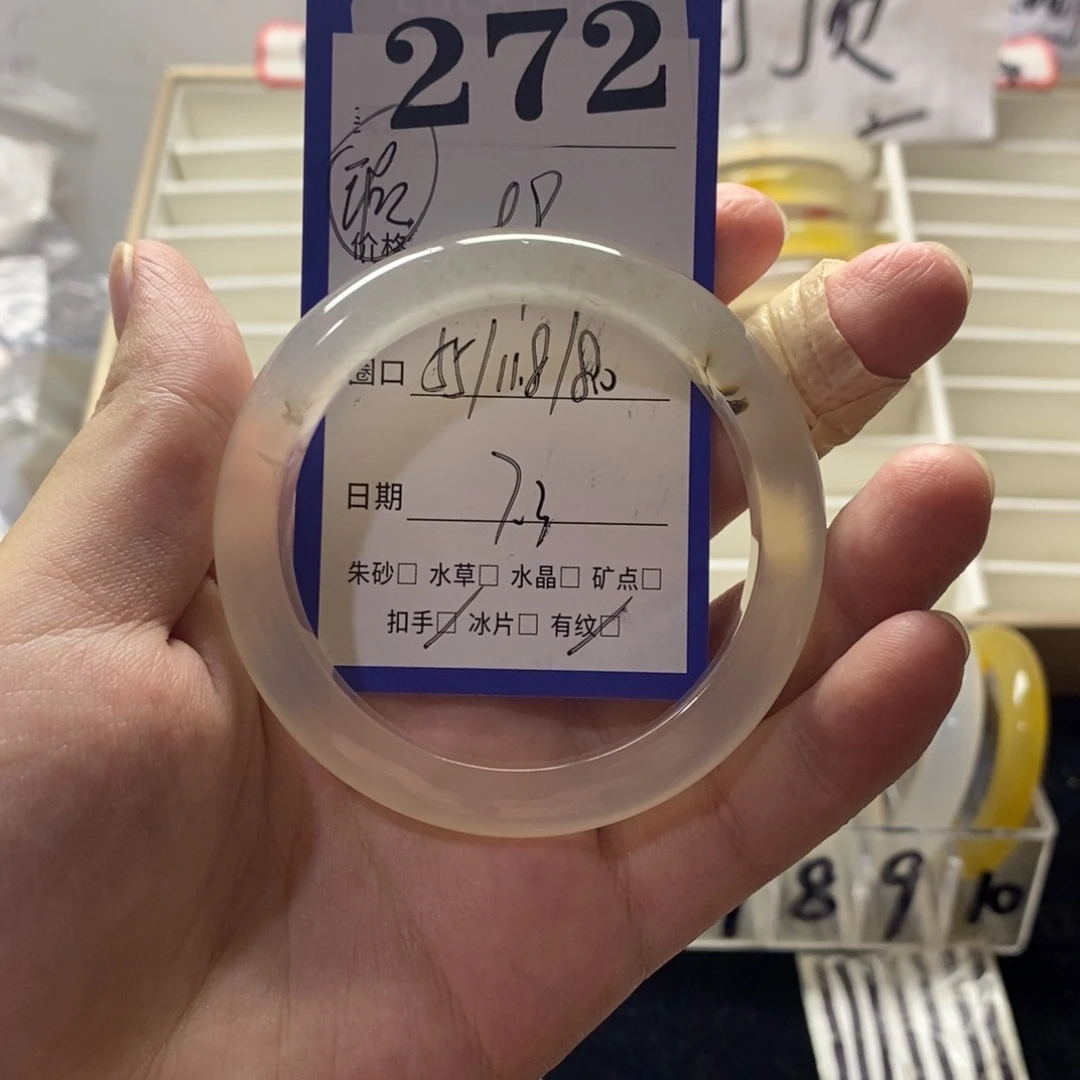 272
价格
圈口 55/11.8/8.0
日期 7.3
朱砂□ 水草□ 水晶□ 矿点□
扣手□ 冰片□ 有纹□
8 9 10